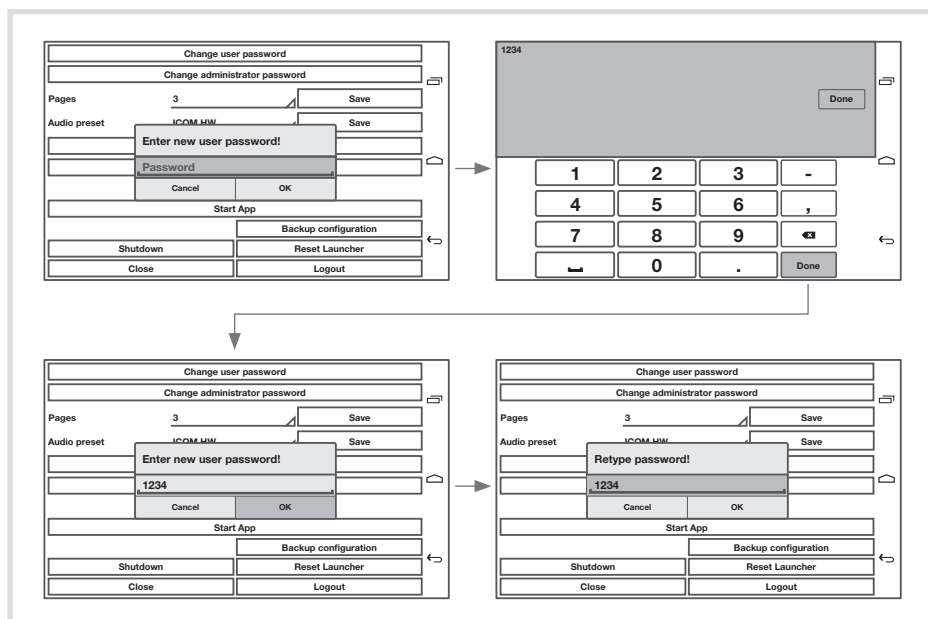 Change user password
Change administrator password
Pages 3 Save
Audio preset ICOM HW Save
Enter new user password!
Password
Cancel OK
Start App
Backup configuration
Shutdown Reset Launcher
Close Logout
1234
Done
1 2 3 -
4 5 6 ,
7 8 9
0 . Done
Change user password
Change administrator password
Pages 3 Save
Audio preset ICOM HW Save
Enter new user password!
1234
Cancel OK
Start App
Backup configuration
Shutdown Reset Launcher
Close Logout
Change user password
Change administrator password
Pages 3 Save
Audio preset ICOM HW Save
Retype password!
1234
Cancel OK
Start App
Backup configuration
Shutdown Reset Launcher
Close Logout